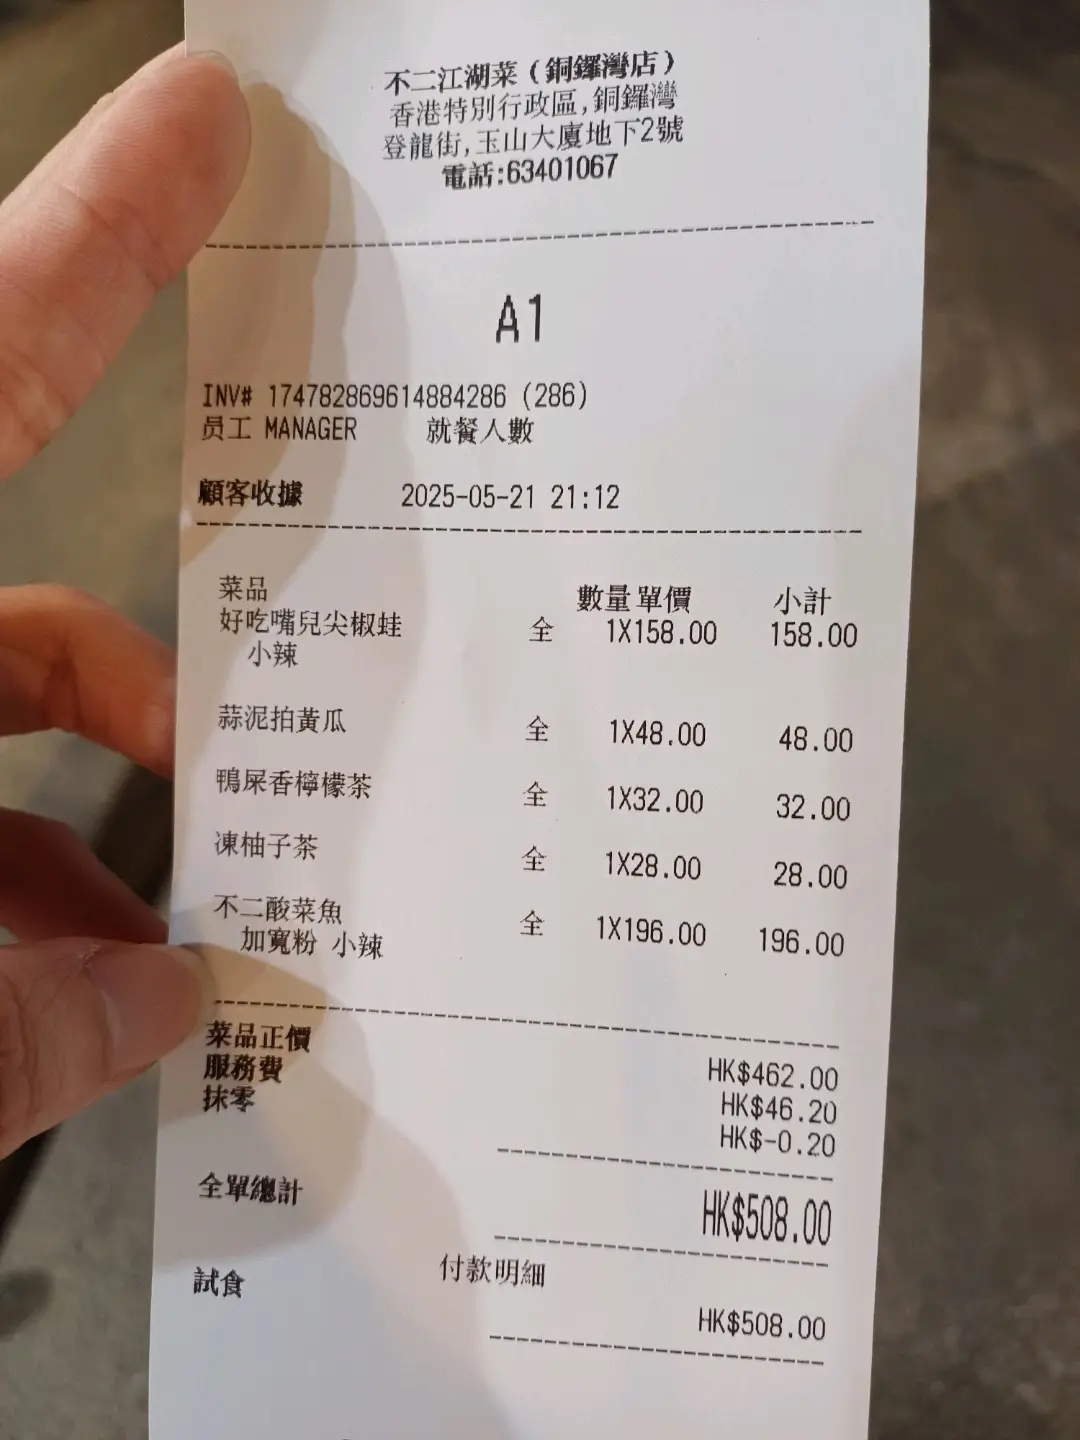 不二江湖菜（銅鑼灣店）
香港特別行政區,銅鑼灣
登龍街,玉山大廈地下2號
電話:63401067
A1
INV# 174782869614884286 (286)
员工 MANAGER 就餐人數
顧客收據 2025-05-21 21:12
菜品 數量單價 小計
好吃嘴兒尖椒蛙 全 1X158.00 158.00
小辣
蒜泥拍黃瓜 全 1X48.00 48.00
鴨屎香檸檬茶 全 1X32.00 32.00
凍柚子茶 全 1X28.00 28.00
不二酸菜魚 全 1X196.00 196.00
加寬粉 小辣
菜品正價 HK$462.00
服務費 HK$46.20
抹零 HK$-0.20
全單總計 HK$508.00
付款明細
試食 HK$508.00